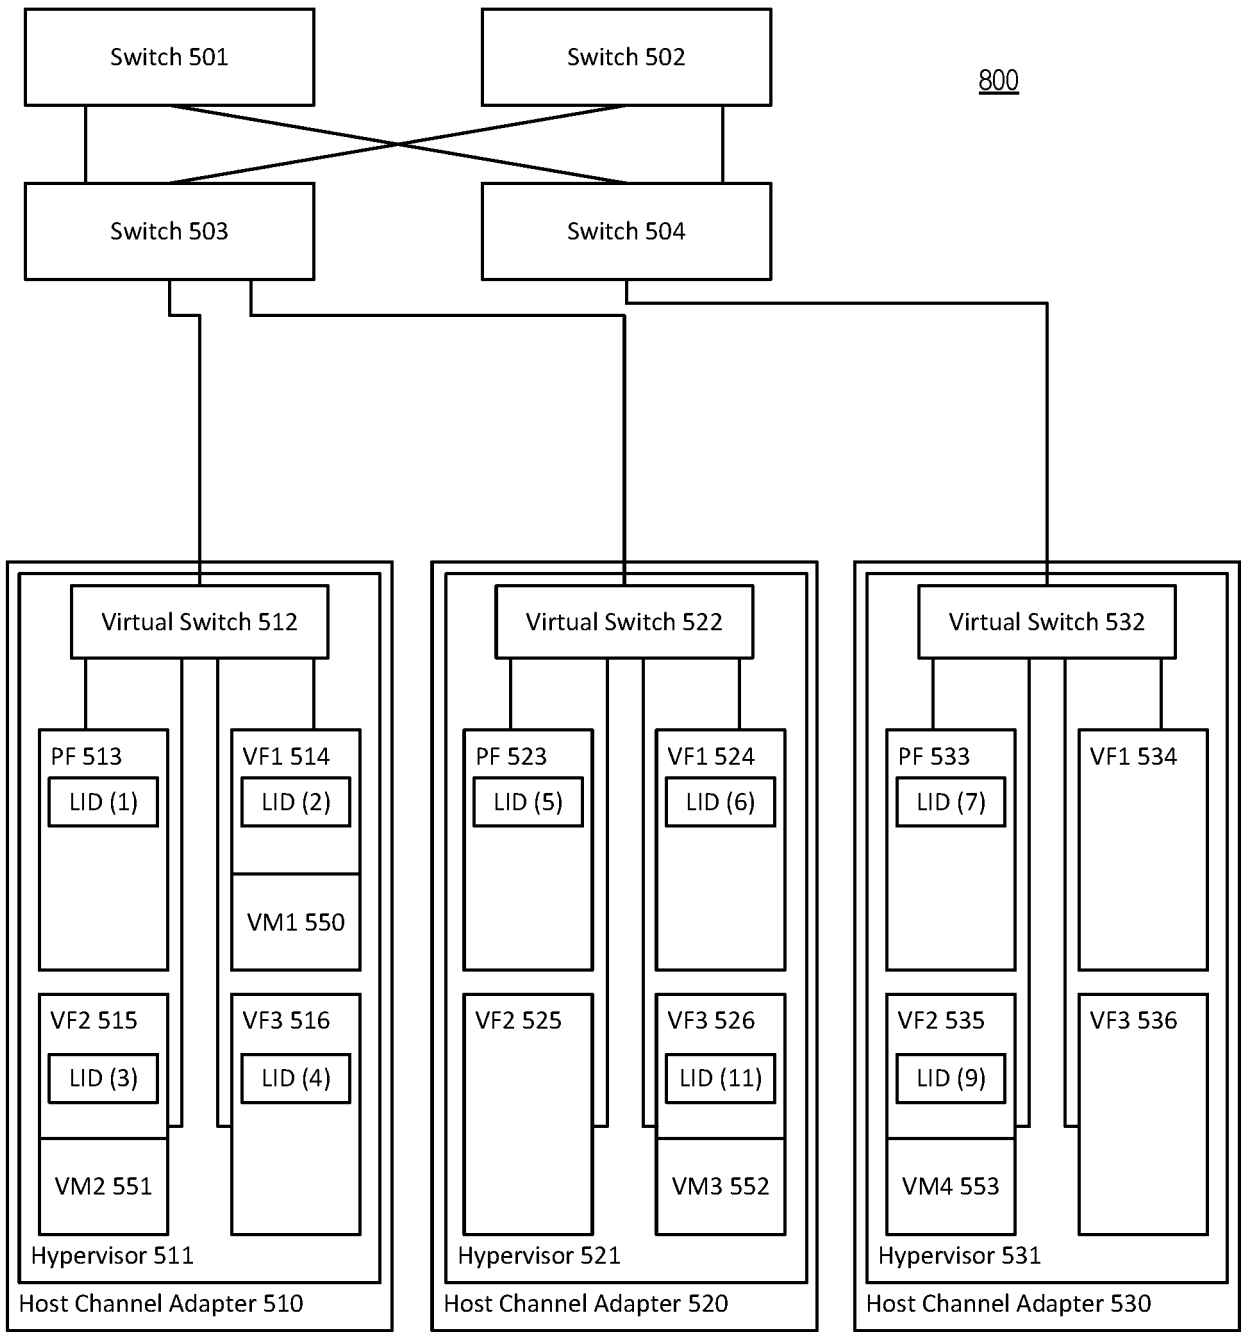 Switch 501
Switch 502
800
Switch 503
Switch 504
Virtual Switch 512
Virtual Switch 522
Virtual Switch 532
PF 513
LID (1)
VF1 514
LID (2)
VM1 550
VF2 515
LID (3)
VM2 551
VF3 516
LID (4)
Hypervisor 511
Host Channel Adapter 510
PF 523
LID (5)
VF1 524
LID (6)
VF2 525
VF3 526
LID (11)
VM3 552
Hypervisor 521
Host Channel Adapter 520
PF 533
LID (7)
VF1 534
VF2 535
LID (9)
VM4 553
VF3 536
Hypervisor 531
Host Channel Adapter 530